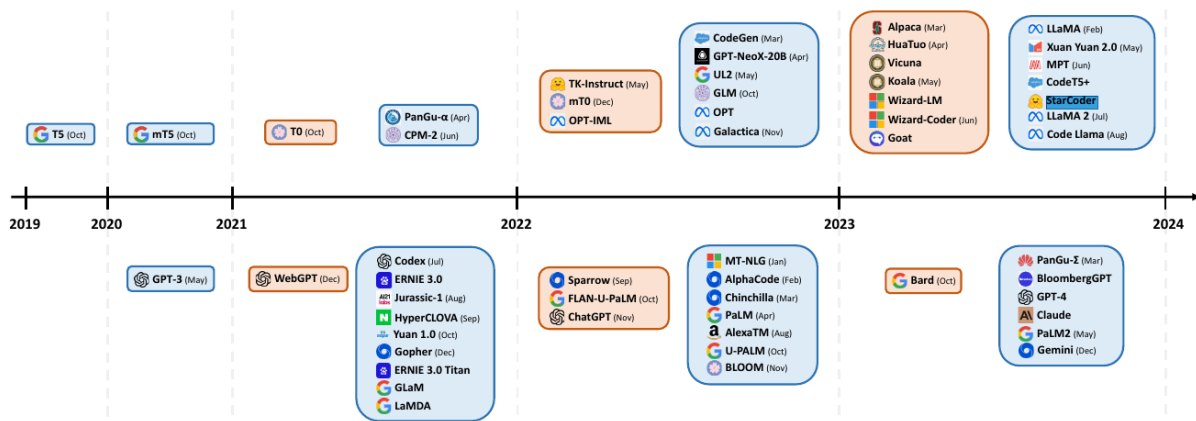 T5 (Oct)
mT5 (Oct)
T0 (Oct)
PanGu-α (Apr)
CPM-2 (Jun)
TK-Instruct (May)
mT0 (Dec)
OPT-IML
CodeGen (Mar)
GPT-NeoX-20B (Apr)
UL2 (May)
GLM (Oct)
OPT
Galactica (Nov)
Alpaca (Mar)
HuaTuo (Apr)
Vicuna
Koala (May)
Wizard-LM
Wizard-Coder (Jun)
Goat
LLaMA (Feb)
Xuan Yuan 2.0 (May)
MPT (Jun)
CodeT5+
StarCoder
LLaMA 2 (Jul)
Code Llama (Aug)
2019
2020
2021
2022
2023
2024
GPT-3 (May)
WebGPT (Dec)
Codex (Jul)
ERNIE 3.0
AI21 labs Jurassic-1 (Aug)
HyperCLOVA (Sep)
Yuan 1.0 (Oct)
Gopher (Dec)
ERNIE 3.0 Titan
GLaM
LaMDA
Sparrow (Sep)
FLAN-U-PaLM (Oct)
ChatGPT (Nov)
MT-NLG (Jan)
AlphaCode (Feb)
Chinchilla (Mar)
PaLM (Apr)
AlexaTM (Aug)
U-PALM (Oct)
BLOOM (Nov)
Bard (Oct)
PanGu-Σ (Mar)
BloombergGPT
GPT-4
Claude
PaLM2 (May)
Gemini (Dec)